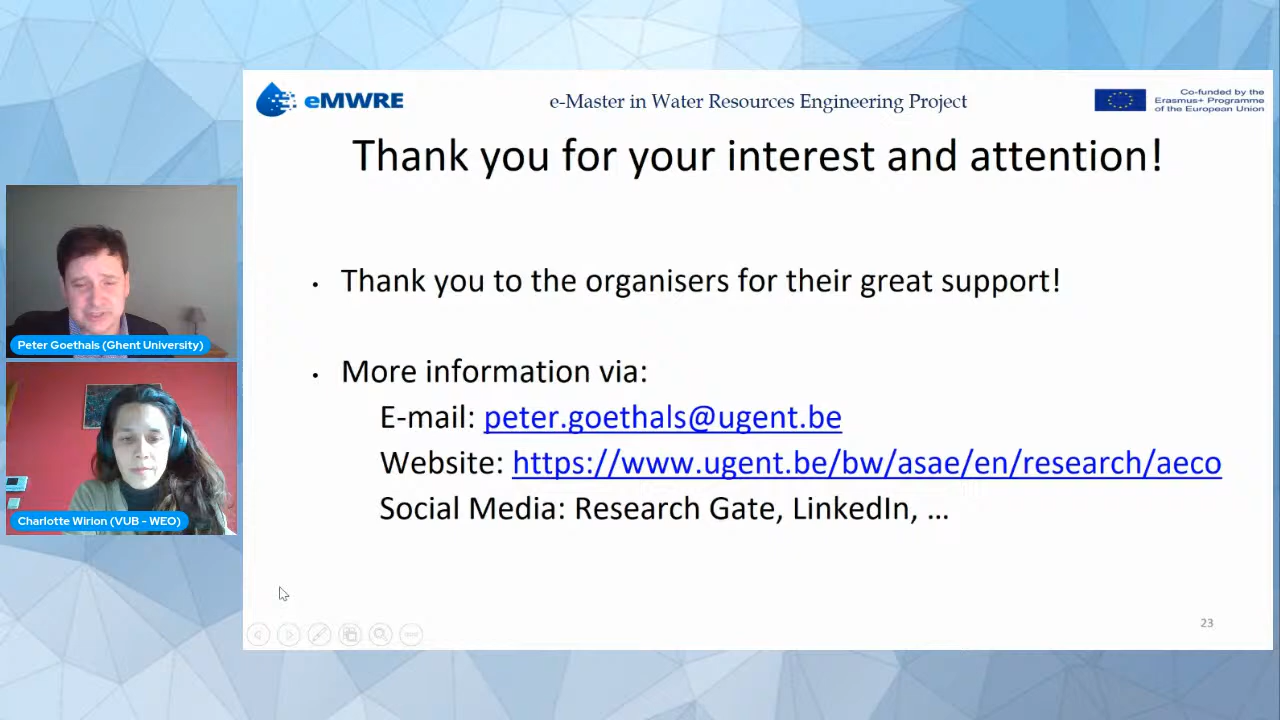 eMWRE
e-Master in Water Resources Engineering Project
Co-funded by the
Erasmus+ Programme
of the European Union
Thank you for your interest and attention!
• Thank you to the organisers for their great support!
• More information via:
E-mail: peter.goethals@ugent.be
Website: https://www.ugent.be/bw/asae/en/research/aeco
Social Media: Research Gate, LinkedIn, ...
23
Peter Goethals (Ghent University)
Charlotte Wirion (VUB - WEO)